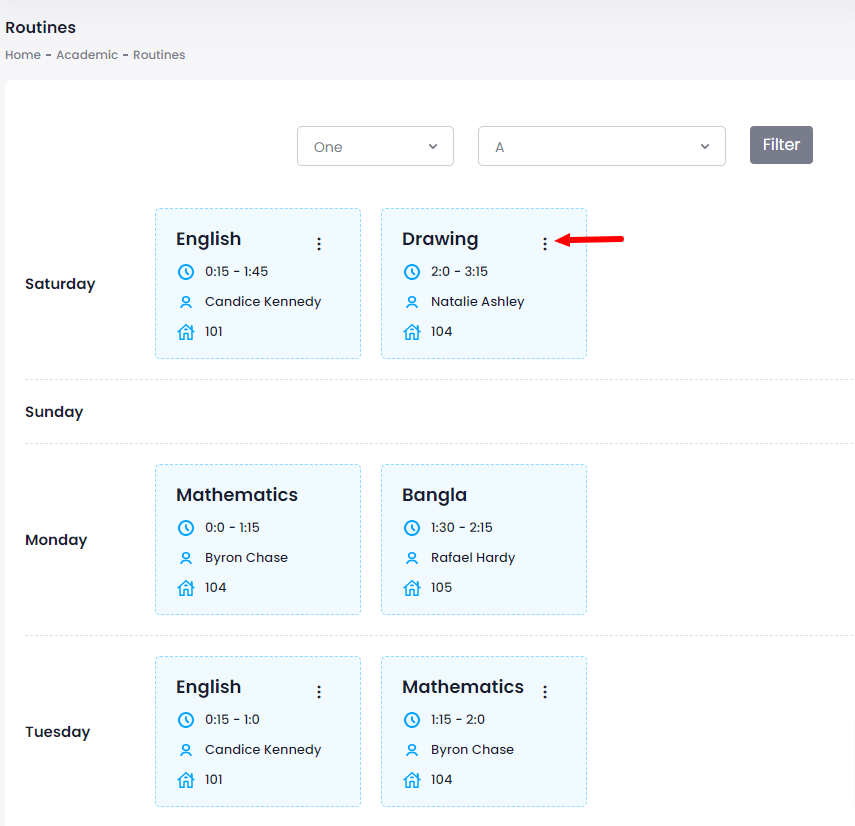 Routines
Home - Academic - Routines
One
A
Filter
Saturday
English
0:15 - 1:45
Candice Kennedy
101
Drawing
2:0 - 3:15
Natalie Ashley
104
Sunday
Monday
Mathematics
0:0 - 1:15
Byron Chase
104
Bangla
1:30 - 2:15
Rafael Hardy
105
Tuesday
English
0:15 - 1:0
Candice Kennedy
101
Mathematics
1:15 - 2:0
Byron Chase
104